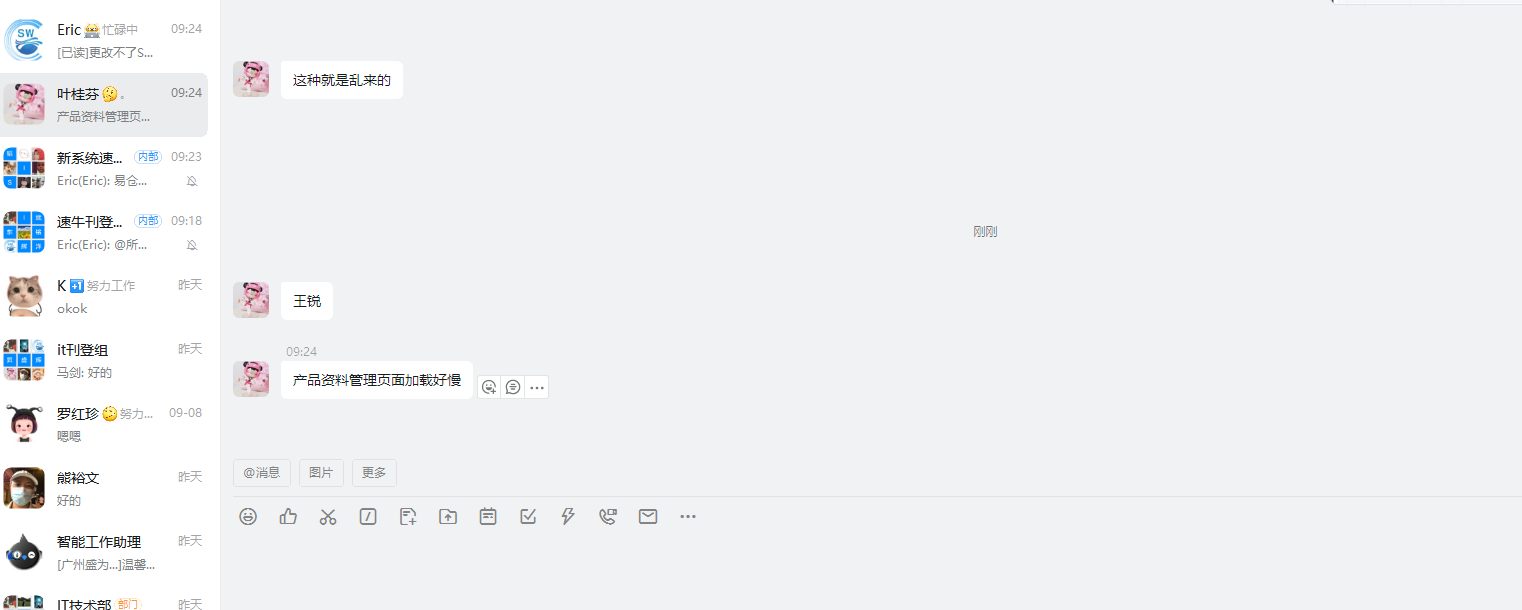 Eric 忙碌中 09:24
[已读]更改不了S...
叶桂芬 。 09:24
产品资料管理页...
新系统速... 内部 09:23
Eric(Eric): 易仓...
速牛刊登... 内部 09:18
Eric(Eric): @所...
K 努力工作 昨天
okok
it刊登组 昨天
马剑: 好的
罗红珍 努力... 09-08
嗯嗯
熊裕文 昨天
好的
智能工作助理 昨天
[广州盛为...]温馨...
IT技术部 部门 昨天
这种就是乱来的
刚刚
王锐
09:24
产品资料管理页面加载好慢
@消息 图片 更多